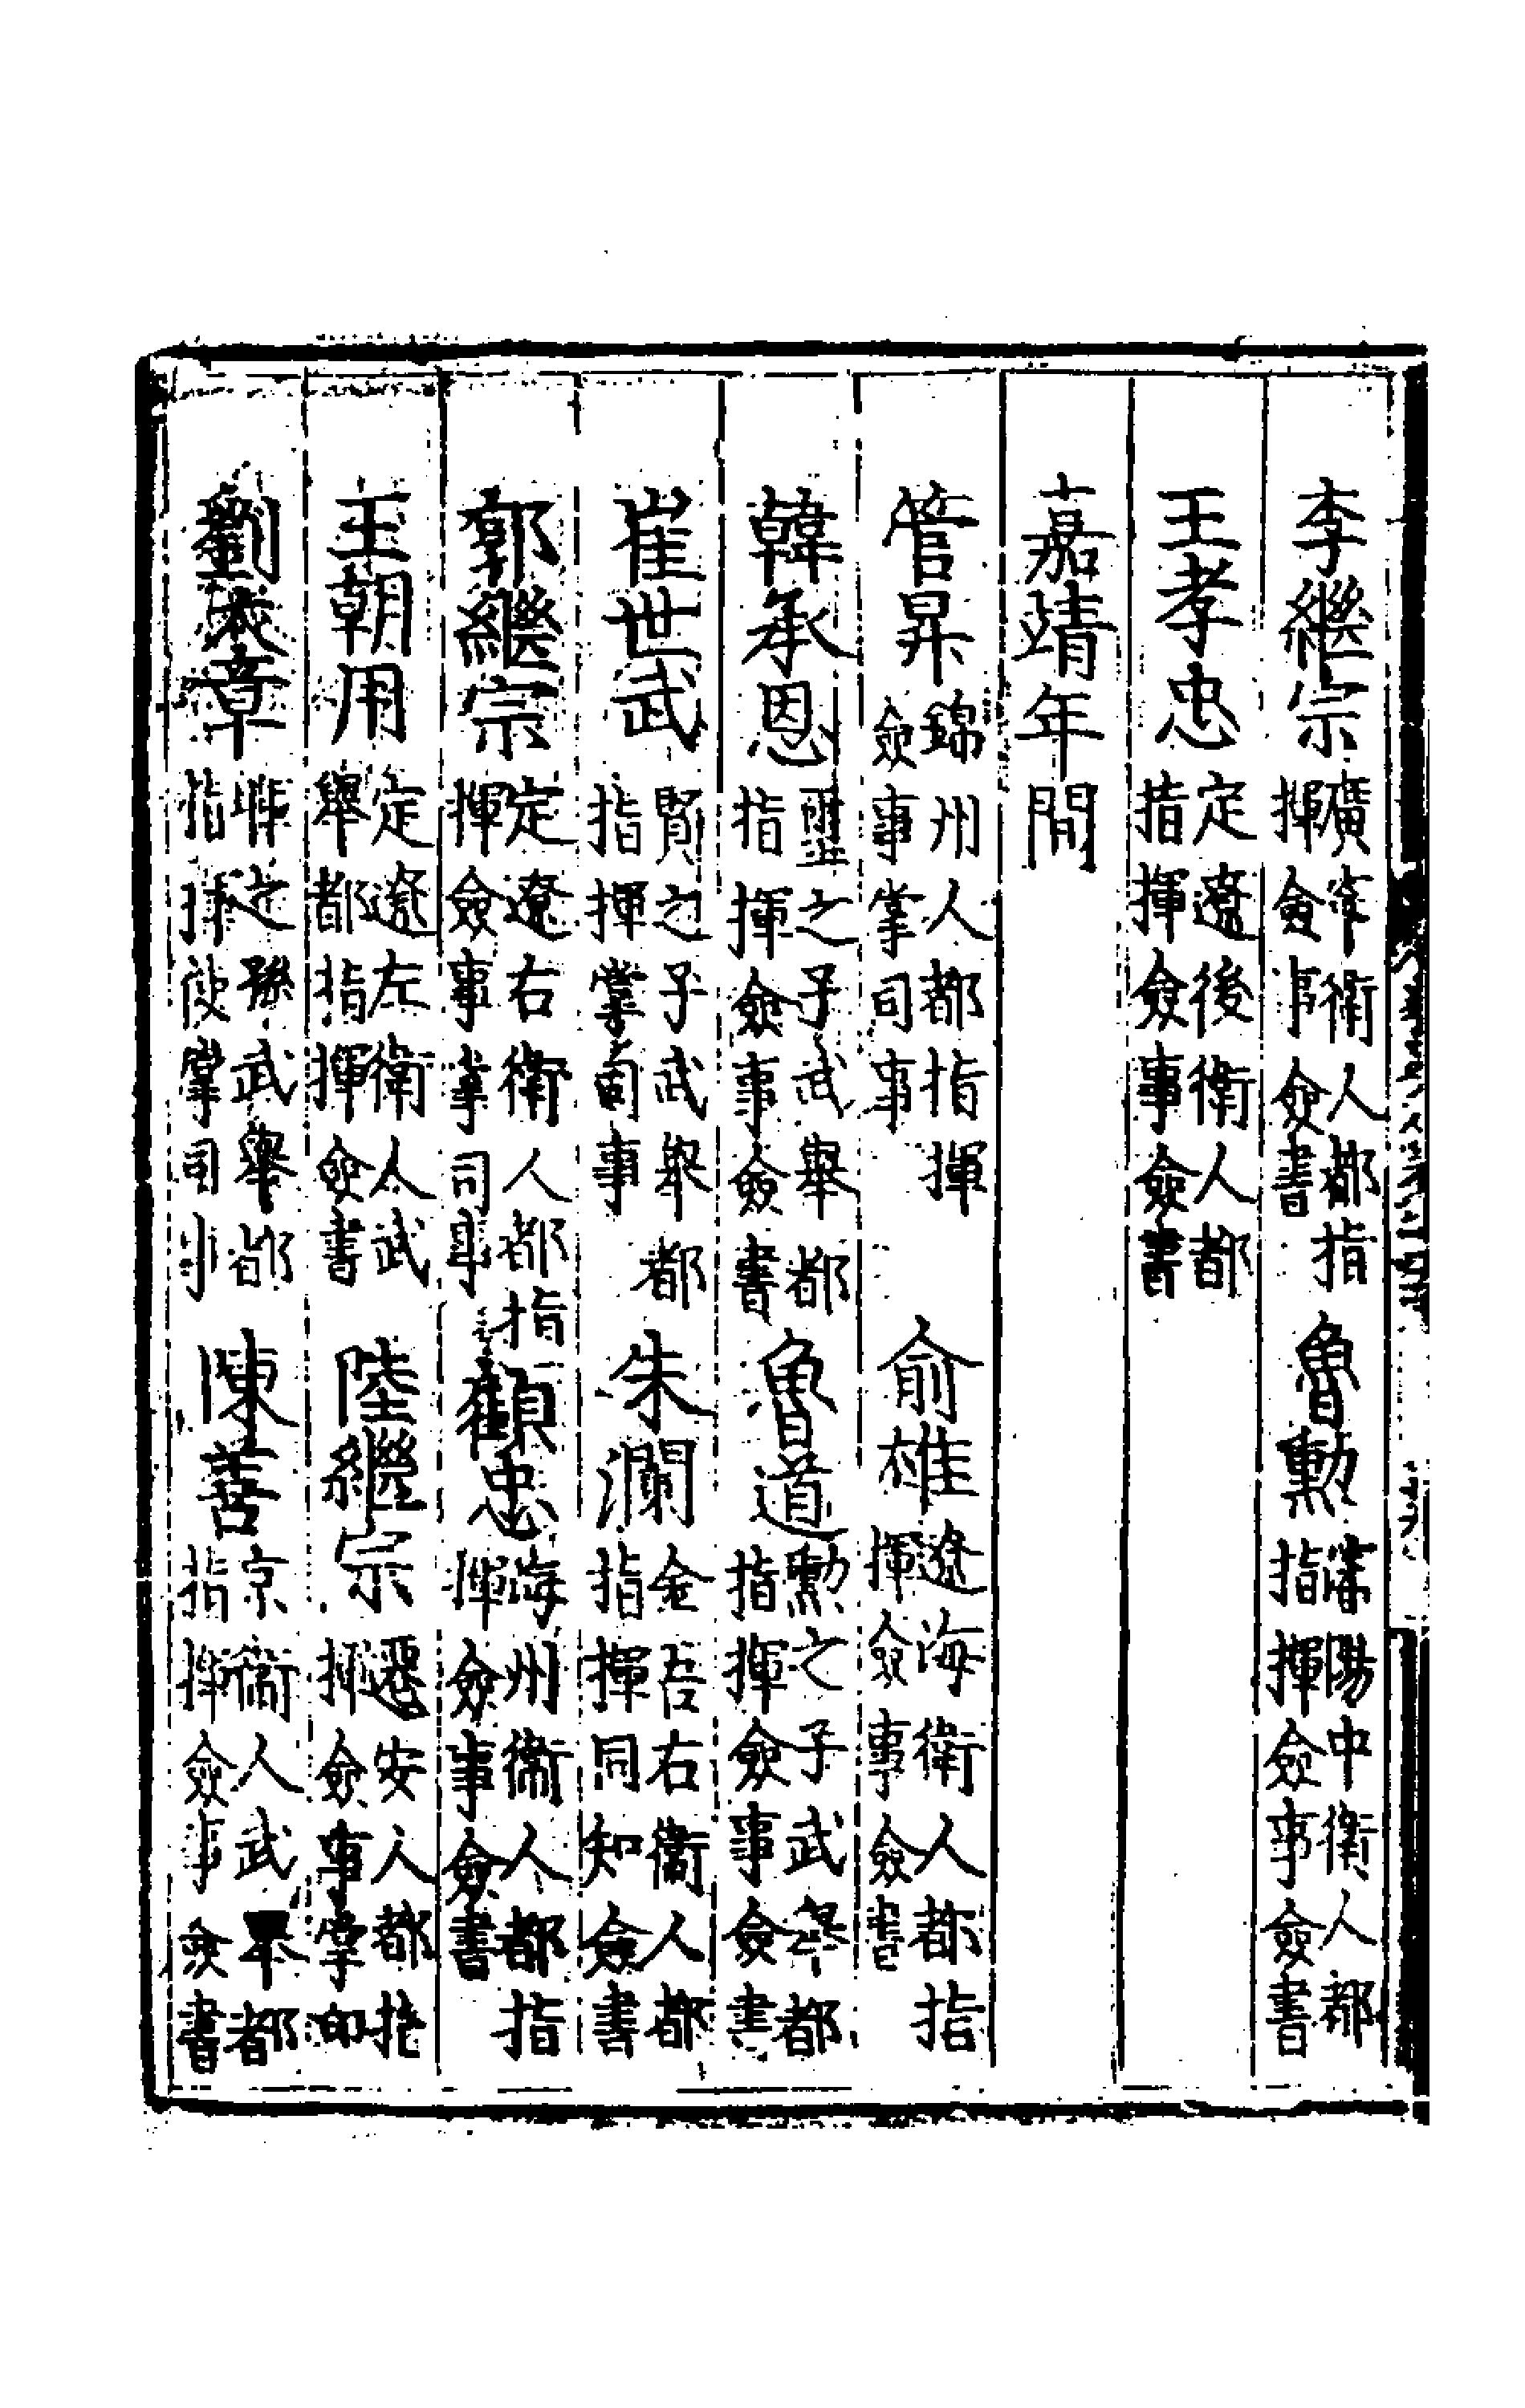 李繼宗廣寧衛人都指揮僉事僉書 魯勳瀋陽中衛人都指揮僉事僉書
王孝忠定遼後衛人都指揮僉事僉書
嘉靖年間
管昇錦州人都指揮僉事掌司事 俞雄遼海衛人都指揮僉事僉書
韓承恩璽之子武舉都指揮僉事僉書 魯道勳之子武舉都指揮僉事僉書
崔世武賢之子武舉都指揮掌司事 朱瀾金吾右衛人都指揮同知僉書
郭繼宗定遼右衛人都指揮僉事掌司事 顧忠海州衛人都指揮僉事僉書
王朝用定遼左衛人武舉都指揮僉書 陸繼宗遷安人都指揮僉事掌印
劉大章之孫武舉都指揮使掌司事 陳善京衛人武舉都指揮僉事僉書